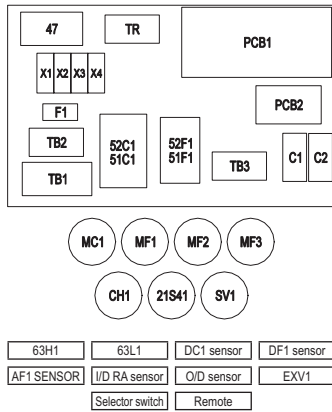 47
TR
PCB1
X1 X2 X3 X4
F1
PCB2
TB2
52C1
51C1
52F1
51F1
C1 C2
TB1
TB3
MC1 MF1 MF2 MF3
CH1 21S41 SV1
63H1 63L1 DC1 sensor DF1 sensor
AF1 SENSOR I/D RA sensor O/D sensor EXV1
Selector switch Remote